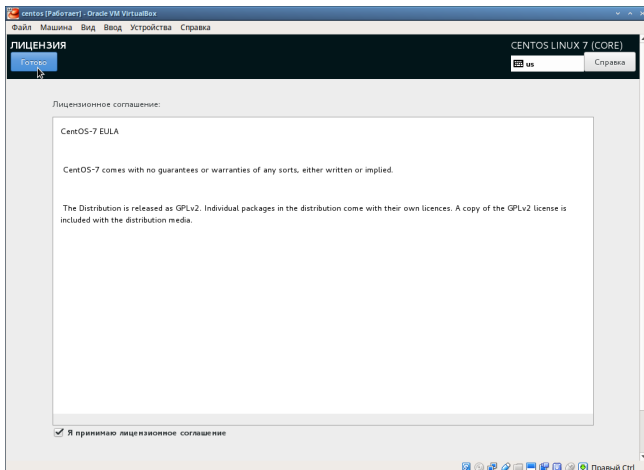 centos [Работает] - Oracle VM VirtualBox
Файл Машина Вид Ввод Устройства Справка
ЛИЦЕНЗИЯ
CENTOS LINUX 7 (CORE)
Готово
us
Справка
Лицензионное соглашение:
CentOS-7 EULA
CentOS-7 comes with no guarantees or warranties of any sorts, either written or implied.
The Distribution is released as GPLv2. Individual packages in the distribution come with their own licences. A copy of the GPLv2 license is
included with the distribution media.
Я принимаю лицензионное соглашение
Правый Ctrl